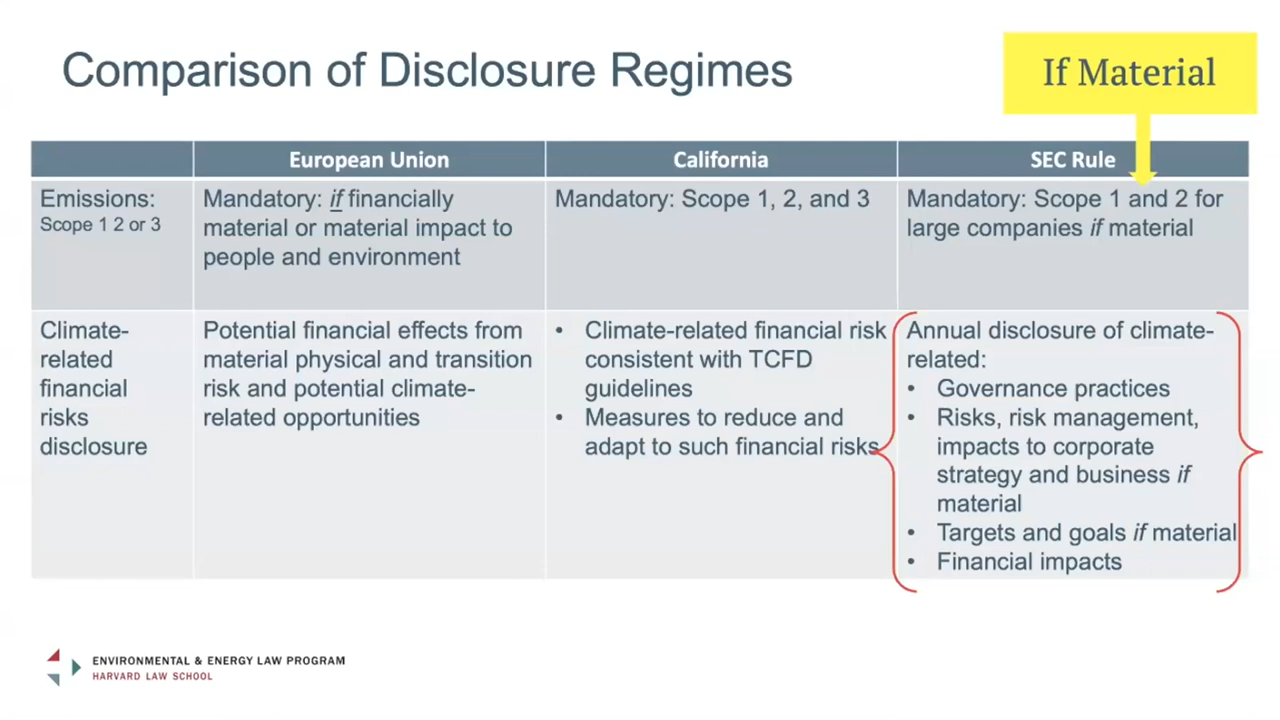 Comparison of Disclosure Regimes
If Material
European Union
California
SEC Rule
Emissions:
Scope 1 2 or 3
Mandatory: if financially
material or material impact to
people and environment
Mandatory: Scope 1, 2, and 3
Mandatory: Scope 1 and 2 for
large companies if material
Climate-
related
financial
risks
disclosure
Potential financial effects from
material physical and transition
risk and potential climate-
related opportunities
• Climate-related financial risk
consistent with TCFD
guidelines
• Measures to reduce and
adapt to such financial risks
Annual disclosure of climate-
related:
• Governance practices
• Risks, risk management,
impacts to corporate
strategy and business if
material
• Targets and goals if material
• Financial impacts
ENVIRONMENTAL & ENERGY LAW PROGRAM
HARVARD LAW SCHOOL